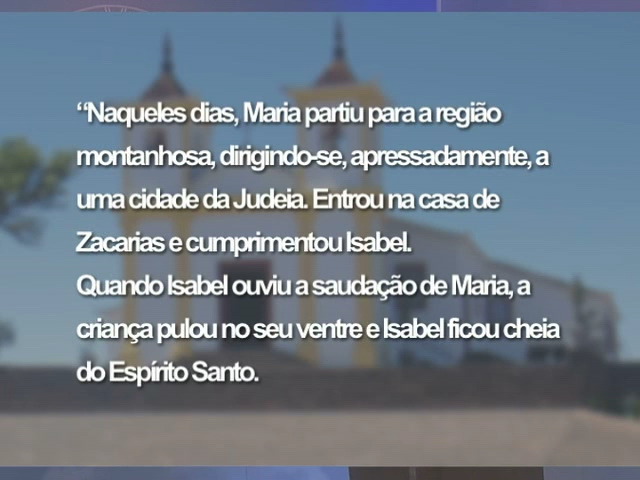 “Naqueles dias, Maria partiu para a região
montanhosa, dirigindo-se, apressadamente, a
uma cidade da Judeia. Entrou na casa de
Zacarias e cumprimentou Isabel.
Quando Isabel ouviu a saudação de Maria, a
criança pulou no seu ventre e Isabel ficou cheia
do Espírito Santo.